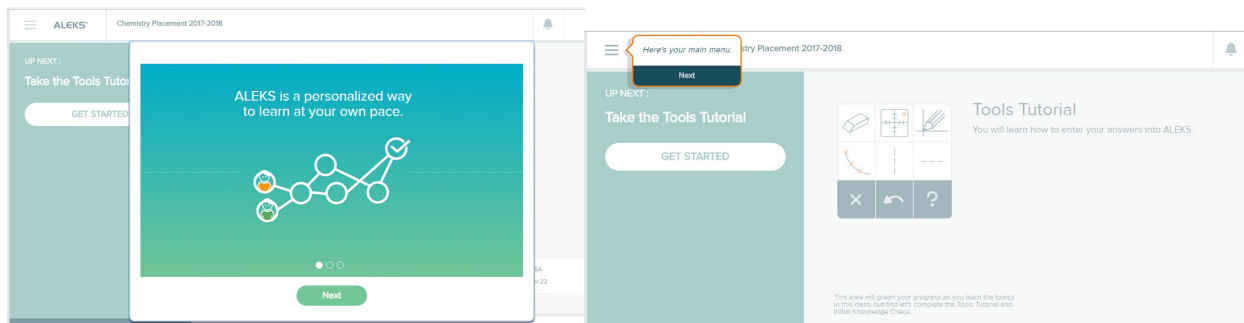 ALEKS®
Chemistry Placement 2017-2018
UP NEXT :
Take the Tools Tutor
GET STARTED
ALEKS is a personalized way
to learn at your own pace.
Next
Here's your main menu.
Next
stry Placement 2017-2018
UP NEXT :
Take the Tools Tutorial
GET STARTED
Tools Tutorial
You will learn how to enter your answers into ALEKS.
This area will graph your progress as you learn the topics
in this class, but first let's complete the Tools Tutorial and
Initial Knowledge Check.